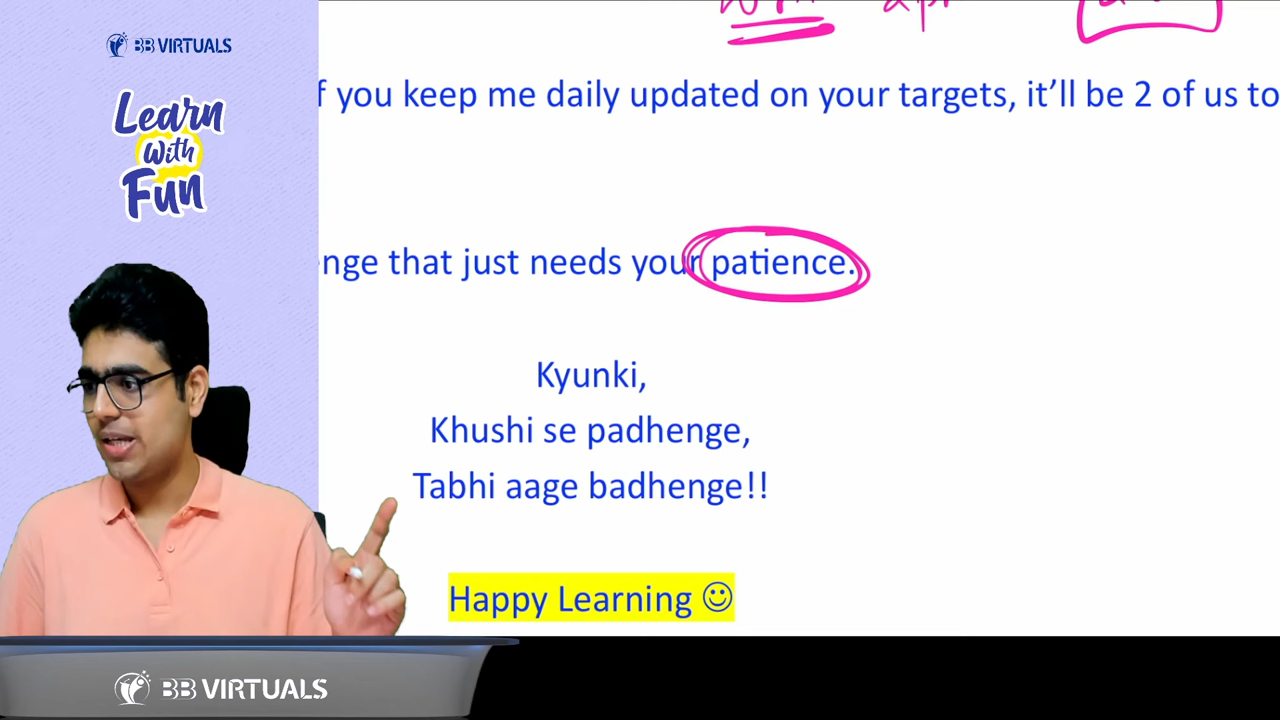 BB VIRTUALS
Learn
With
Fun
f you keep me daily updated on your targets, it’ll be 2 of us to
enge that just needs your patience.
Kyunki,
Khushi se padhenge,
Tabhi aage badhenge!!
Happy Learning ☺
BB VIRTUALS